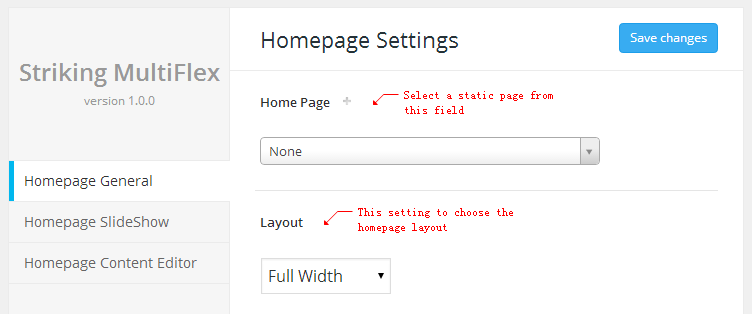 Striking MultiFlex
version 1.0.0
Homepage General
Homepage SlideShow
Homepage Content Editor
Homepage Settings
Save changes
Home Page +
Select a static page from
this field
None
Layout
This setting to choose the
homepage layout
Full Width